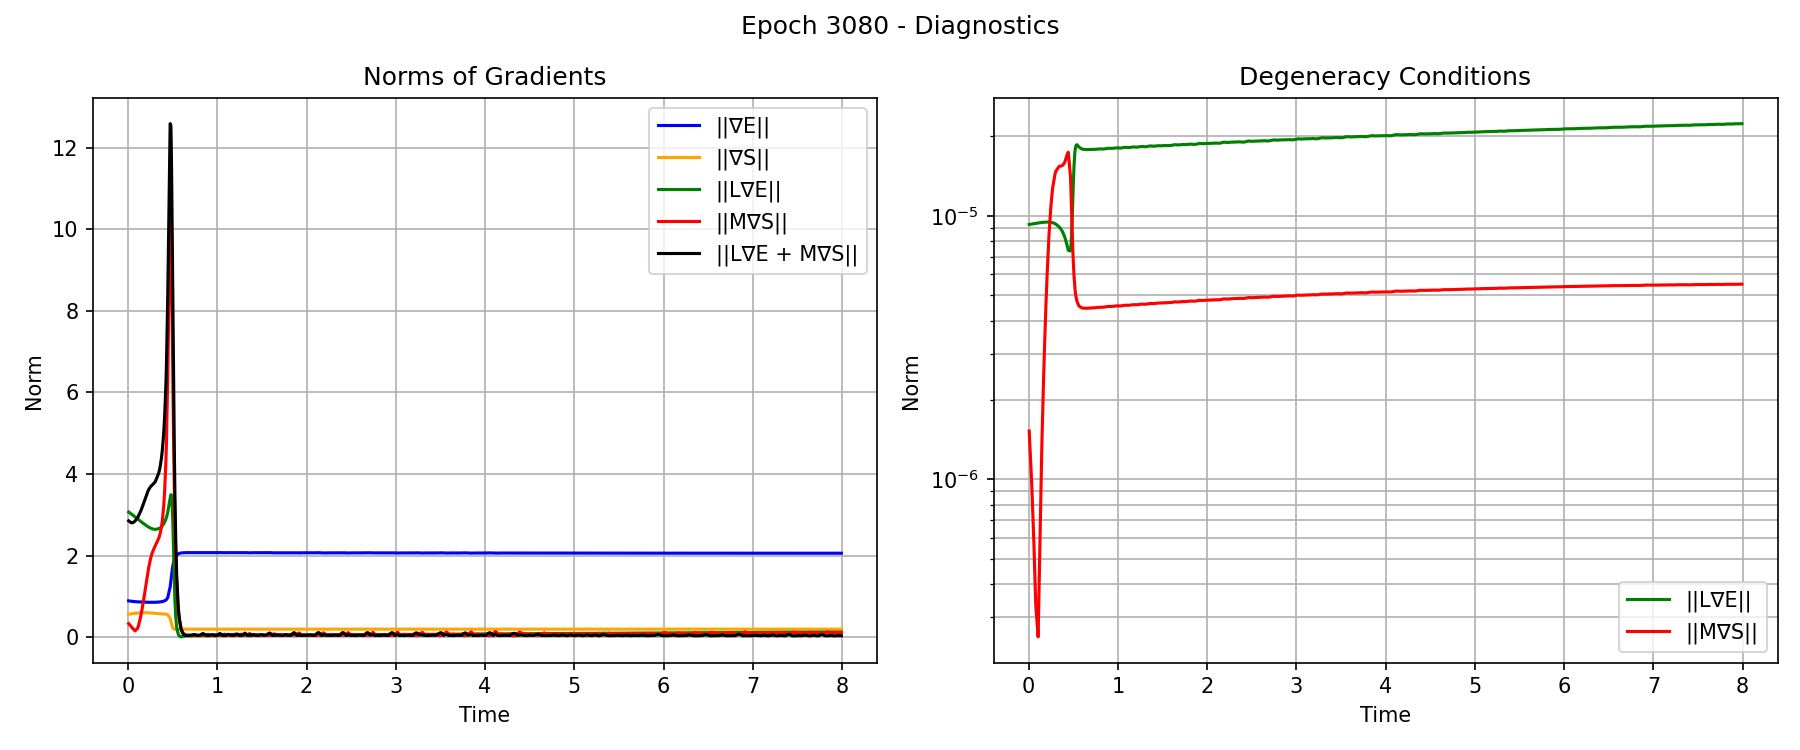 Epoch 3080 - Diagnostics
Norms of Gradients
12
10
8
6
4
2
0
Norm
0 1 2 3 4 5 6 7 8
Time
||∇E||
||∇S||
||L∇E||
||M∇S||
||L∇E + M∇S||
Degeneracy Conditions
10⁻⁵
10⁻⁶
Norm
0 1 2 3 4 5 6 7 8
Time
||L∇E||
||M∇S||